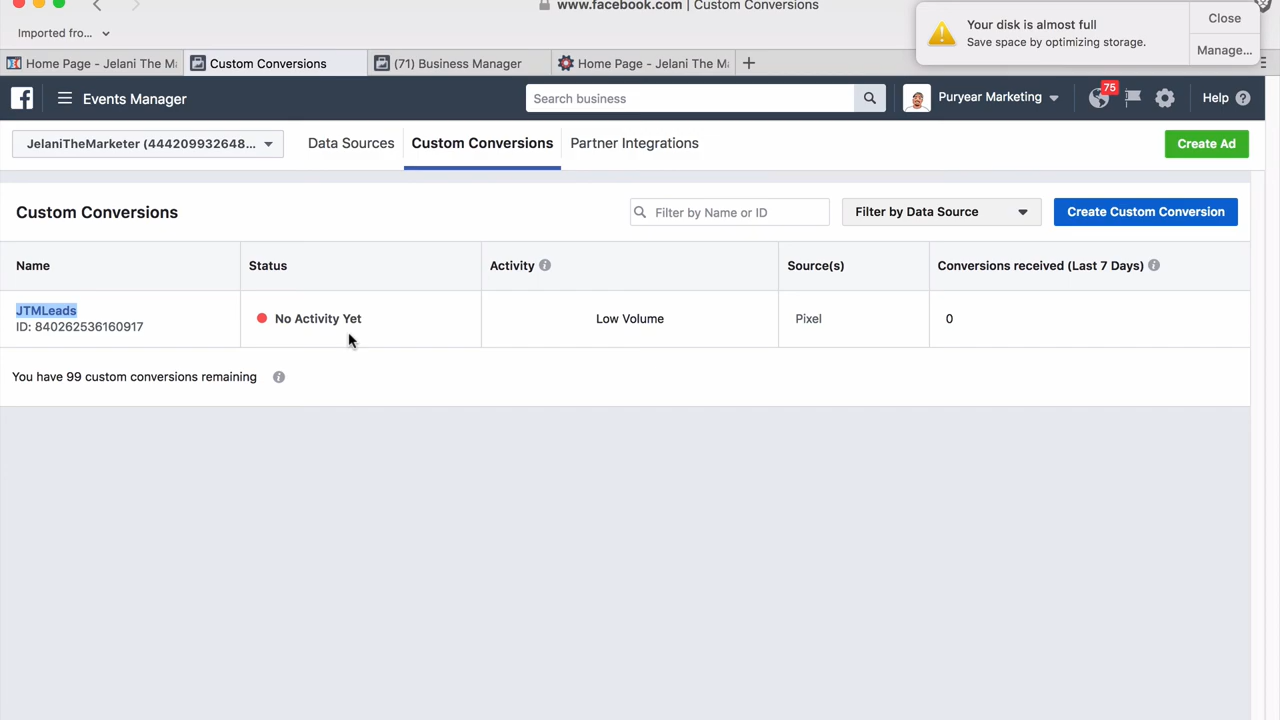 www.facebook.com | Custom Conversions
Your disk is almost full
Save space by optimizing storage.
Close
Manage...
Imported fro...
Home Page - Jelani The M
Custom Conversions
(71) Business Manager
Home Page - Jelani The M
Events Manager
Search business
Puryear Marketing
75
Help
JelaniTheMarketer (444209932648...
Data Sources
Custom Conversions
Partner Integrations
Create Ad
Custom Conversions
Filter by Name or ID
Filter by Data Source
Create Custom Conversion
Name
Status
Activity
Source(s)
Conversions received (Last 7 Days)
JTMLeads
ID: 840262536160917
No Activity Yet
Low Volume
Pixel
0
You have 99 custom conversions remaining